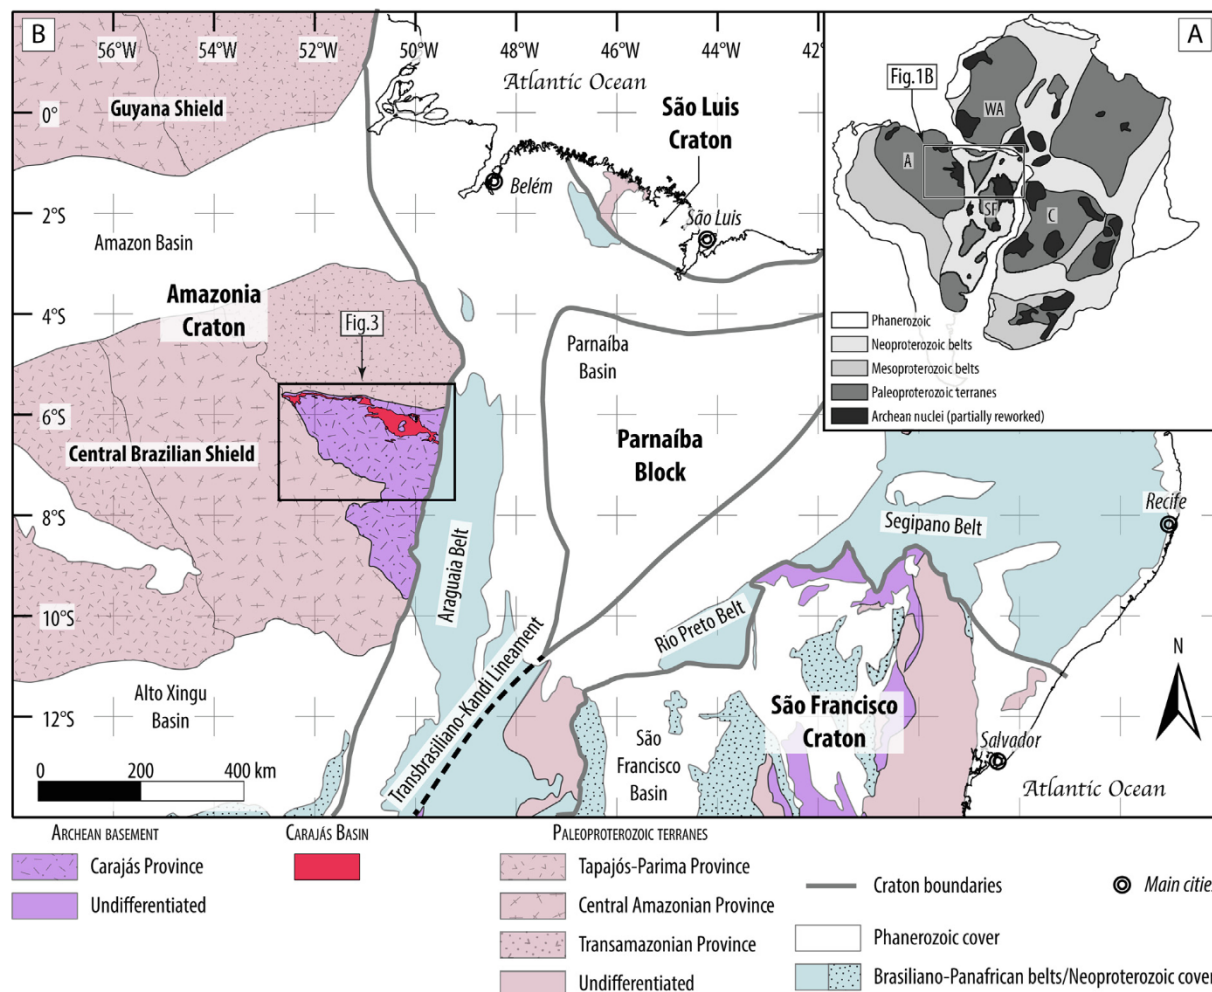 B
56°W
54°W
52°W
50°W
48°W
46°W
44°W
42°
Atlantic Ocean
A
Fig.1B
WA
A
SF
C
Phanerozoic
Neoproterozoic belts
Mesoproterozoic belts
Paleoproterozoic terranes
Archean nuclei (partially reworked)
Guyana Shield
0°
São Luis
Craton
Belém
2°S
São Luis
Amazon Basin
Amazonia
Craton
4°S
Fig.3
Parnaíba
Basin
6°S
Central Brazilian Shield
Parnaíba
Block
8°S
Segipano Belt
Recife
Araguaia Belt
10°S
Rio Preto Belt
N
Alto Xingu
Basin
12°S
Transbrasiliano-Kandi Lineament
São Francisco
Craton
São
Francisco
Basin
Salvador
Atlantic Ocean
0 200 400 km
ARCHEAN BASEMENT
Carajás Province
Undifferentiated
CARAJÁS BASIN
PALEOPROTEROZOIC TERRANES
Tapajós-Parima Province
Central Amazonian Province
Transamazonian Province
Undifferentiated
Craton boundaries
Main cities
Phanerozoic cover
Brasiliano-Panafrican belts/Neoproterozoic cover